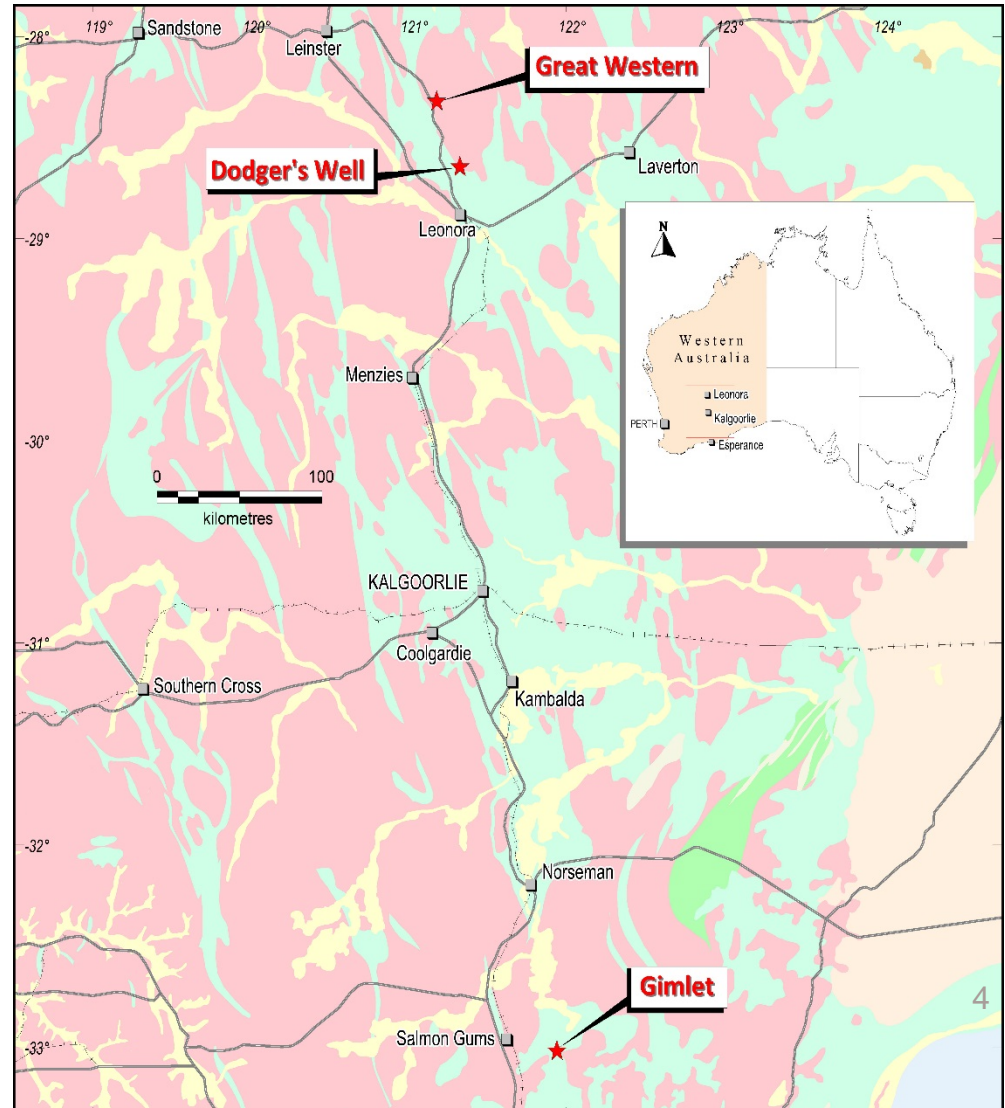 119° 120° 121° 122° 123° 124°
-28°
Sandstone
Leinster
Great Western
Dodger's Well
Laverton
Leonora
-29°
N
Western
Australia
Leonora
Kalgoorlie
PERTH
Esperance
Menzies
-30°
0 100
kilometres
KALGOORLIE
-31°
Coolgardie
Southern Cross
Kambalda
-32°
Norseman
Gimlet
4
Salmon Gums
-33°